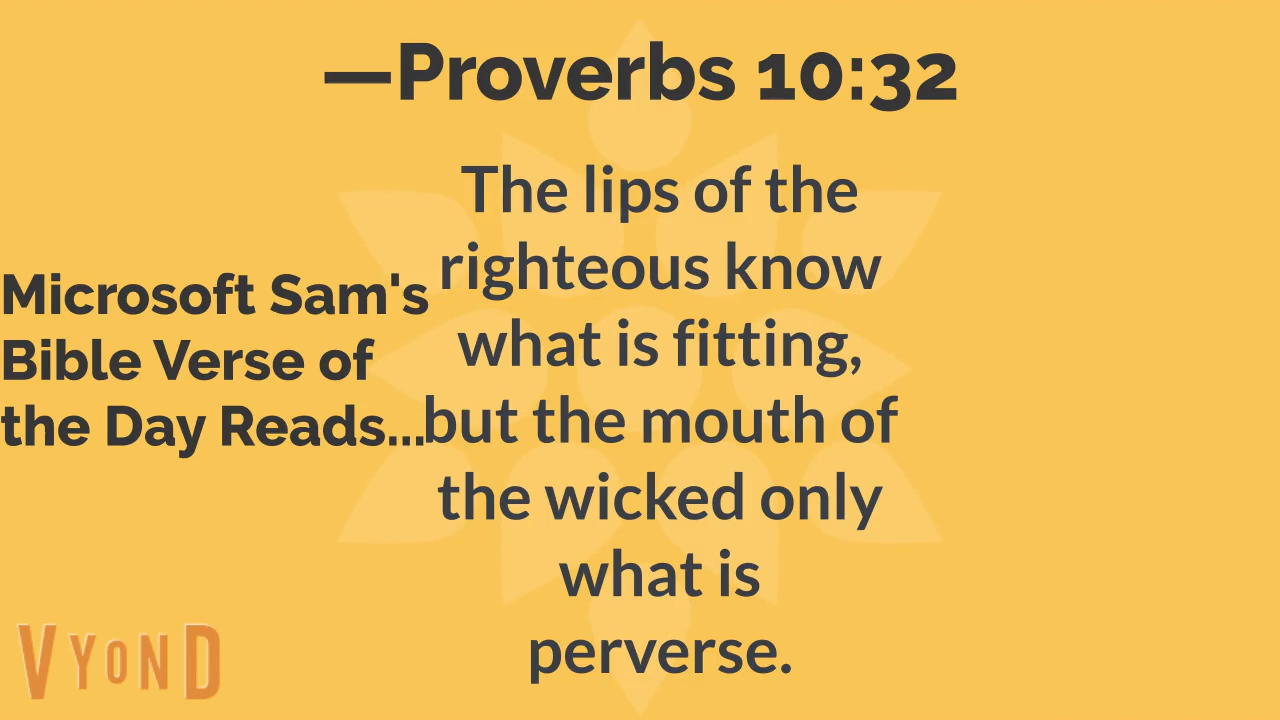 —Proverbs 10:32
Microsoft Sam's
Bible Verse of
the Day Reads...
The lips of the
righteous know
what is fitting,
but the mouth of
the wicked only
what is
perverse.
VYOND